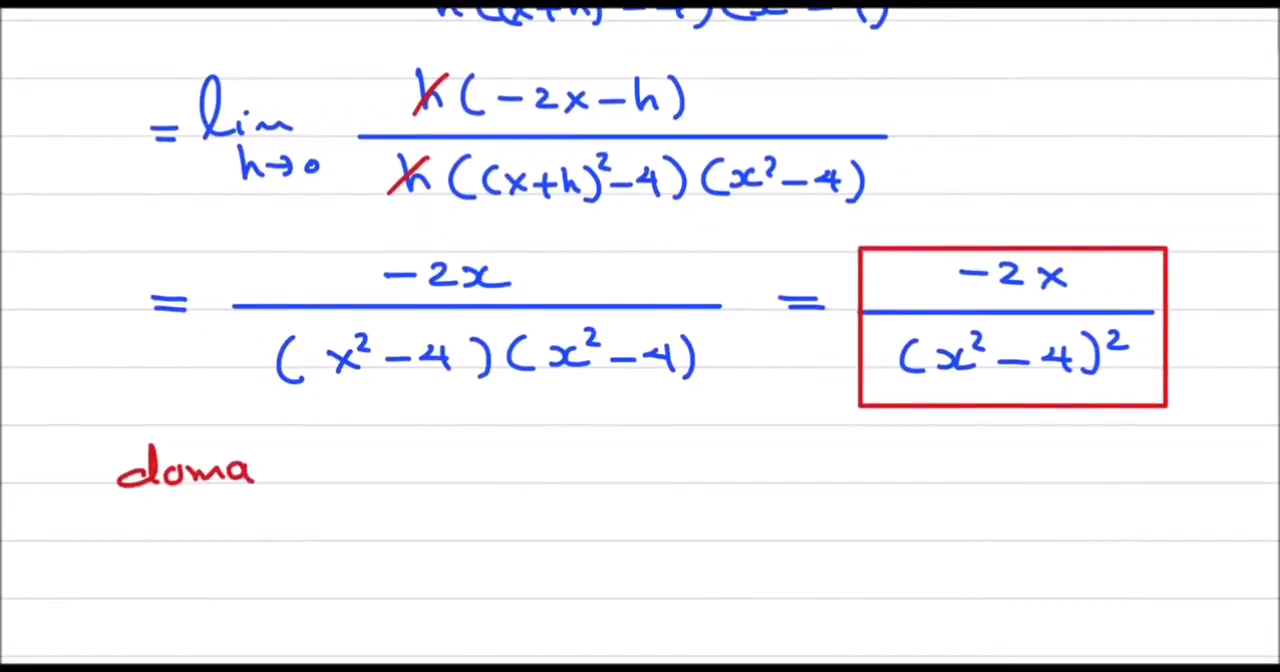 = lim h→0 h(-2x-h) / h((x+h)²-4)(x²-4)
= -2x / (x²-4)(x²-4) = -2x / (x²-4)²
doma